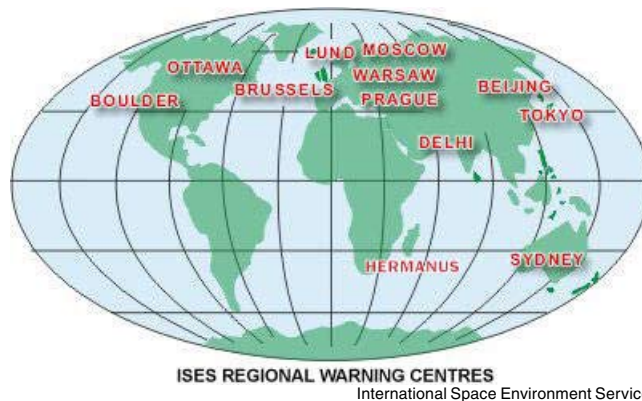 LUND MOSCOW
OTTAWA WARSAW
BOULDER BRUSSELS PRAGUE BEIJING
TOKYO
DELHI
HERMANUS SYDNEY
ISES REGIONAL WARNING CENTRES
International Space Environment Servic